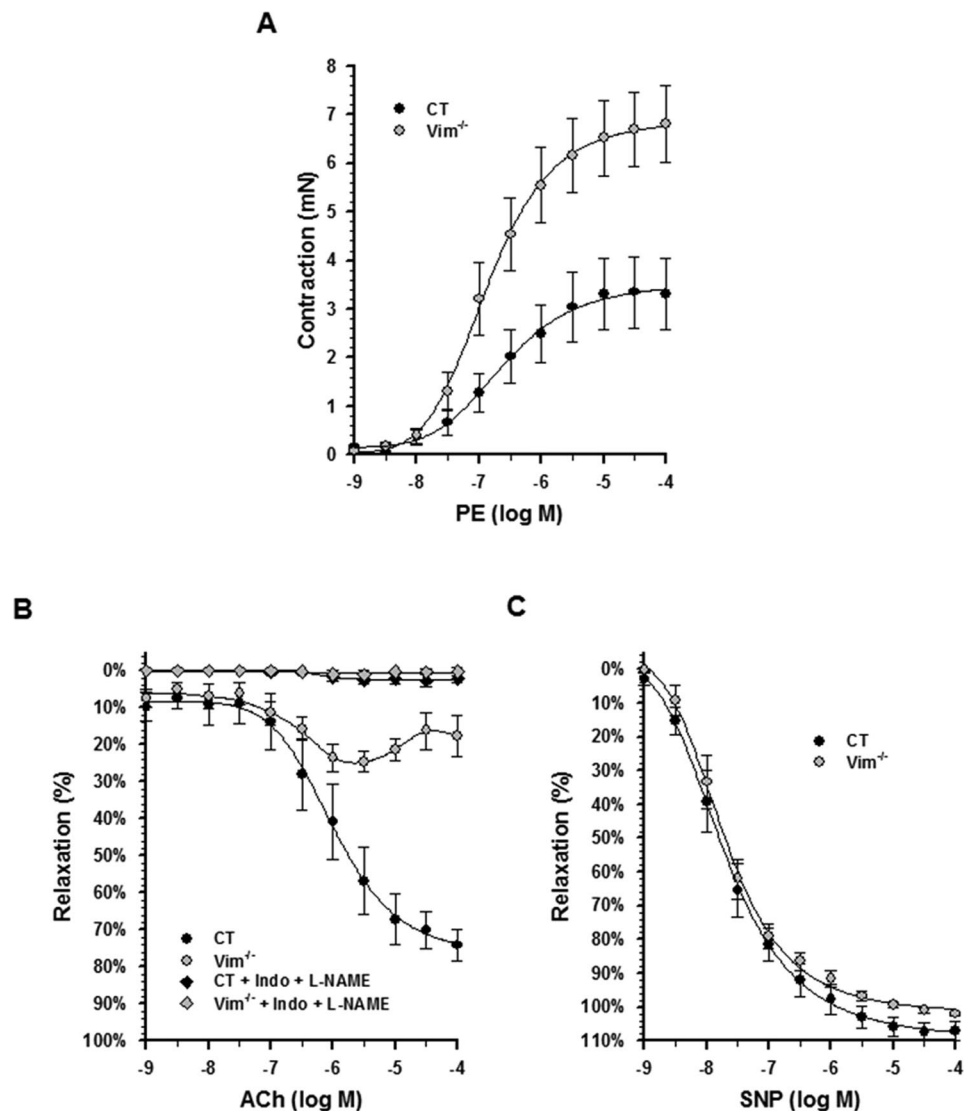 A
8
7
6
5
4
3
2
1
0
Contraction (mN)
CT
Vim-/-
-9 -8 -7 -6 -5 -4
PE (log M)
B
0%
10%
20%
30%
40%
50%
60%
70%
80%
90%
100%
Relaxation (%)
CT
Vim-/-
CT + Indo + L-NAME
Vim-/- + Indo + L-NAME
-9 -8 -7 -6 -5 -4
ACh (log M)
C
0%
10%
20%
30%
40%
50%
60%
70%
80%
90%
100%
110%
Relaxation (%)
CT
Vim-/-
-9 -8 -7 -6 -5 -4
SNP (log M)